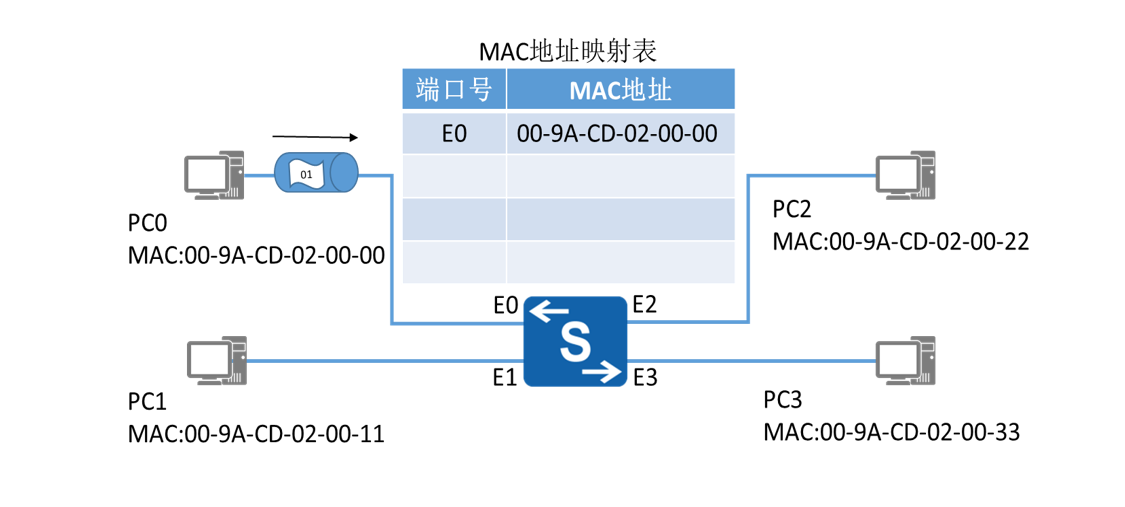 MAC地址映射表
端口号 MAC地址
E0 00-9A-CD-02-00-00
01
PC0
MAC:00-9A-CD-02-00-00
PC2
MAC:00-9A-CD-02-00-22
E0
E2
S
E1
E3
PC1
MAC:00-9A-CD-02-00-11
PC3
MAC:00-9A-CD-02-00-33